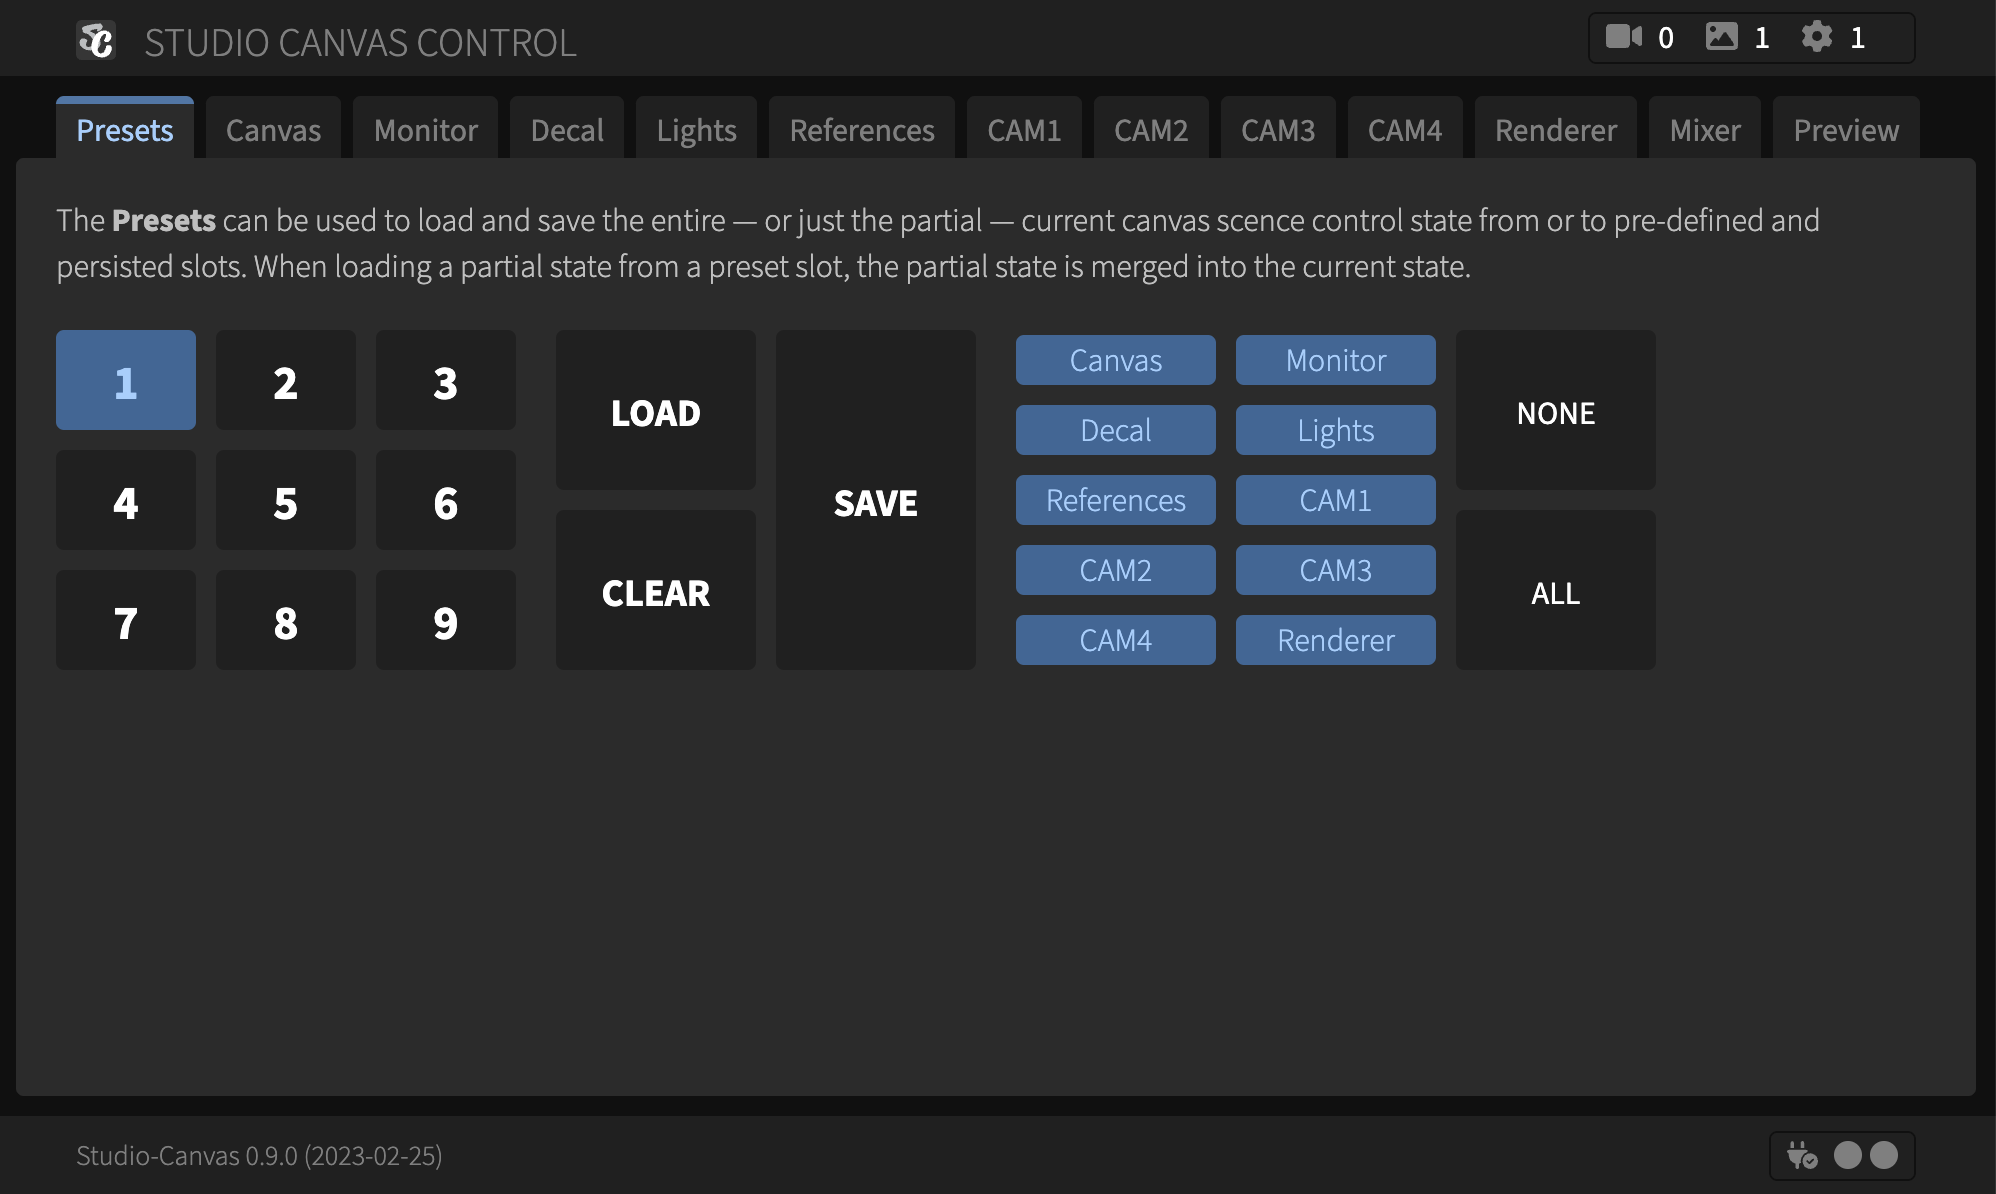 SC STUDIO CANVAS CONTROL 0 1 1
Presets Canvas Monitor Decal Lights References CAM1 CAM2 CAM3 CAM4 Renderer Mixer Preview
The Presets can be used to load and save the entire — or just the partial — current canvas scence control state from or to pre-defined and
persisted slots. When loading a partial state from a preset slot, the partial state is merged into the current state.
1 2 3
4 5 6
7 8 9
LOAD
CLEAR
SAVE
Canvas Monitor
Decal Lights
References CAM1
CAM2 CAM3
CAM4 Renderer
NONE
ALL
Studio-Canvas 0.9.0 (2023-02-25)